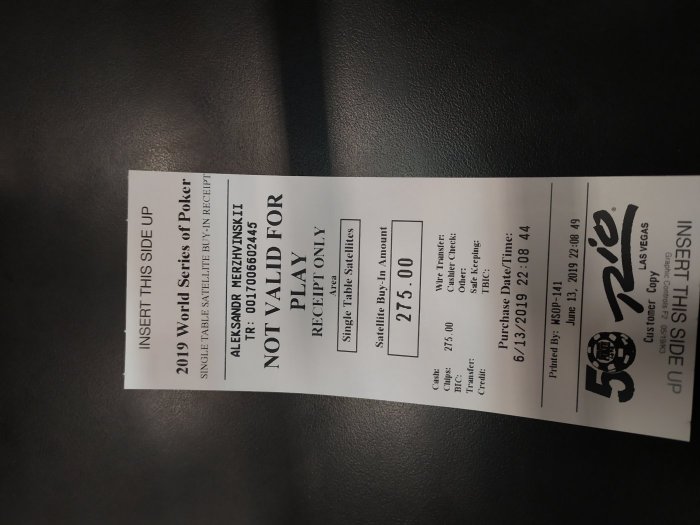 INSERT THIS SIDE UP
2019 World Series of Poker
SINGLE TABLE SATELLITE BUY-IN RECEIPT
ALEKSANDR MERZHVINSKII
TR: 0017006602445
NOT VALID FOR
PLAY
RECEIPT ONLY
Area
Single Table Satellites
Satellite Buy-In Amount
275.00
Cash: Wire Transfer:
Chips: 275.00 Cashier Check:
BIC: Other:
Transfer: Safe Keeping:
Credit: TBIC:
Purchase Date/Time:
6/13/2019 22:08 44
Printed By: WSOP-141
June 13, 2019 22:08 49
50 Rio
LAS VEGAS
Customer Copy
Graphic Controls
INSERT THIS SIDE UP